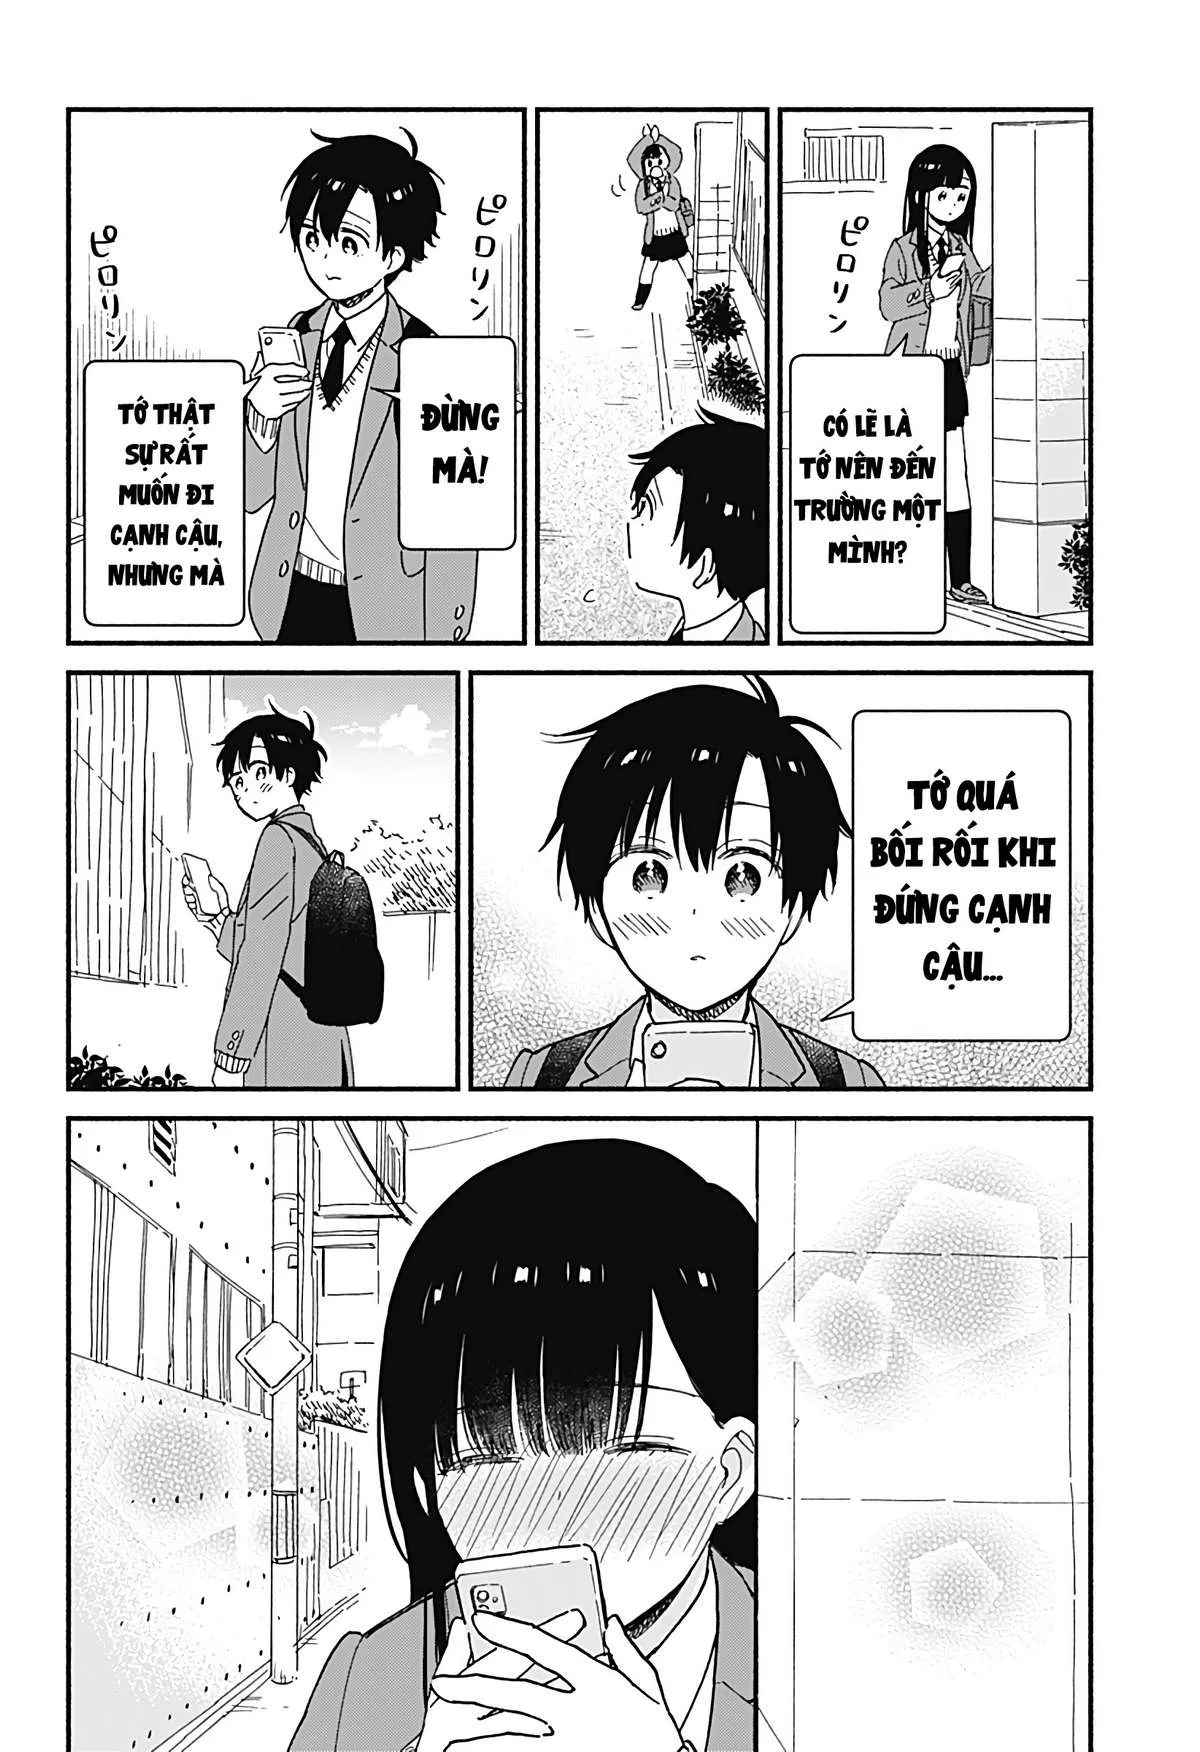 ピロリン
CÓ LẼ LÀ
TỚ NÊN ĐẾN
TRƯỜNG MỘT
MÌNH?
ピロリン
ĐỪNG
MÀ!
ピロリン
TỚ THẬT
SỰ RẤT
MUỐN ĐI
CẠNH CẬU,
NHƯNG MÀ
TỚ QUÁ
BỐI RỐI KHI
ĐỨNG CẠNH
CẬU...